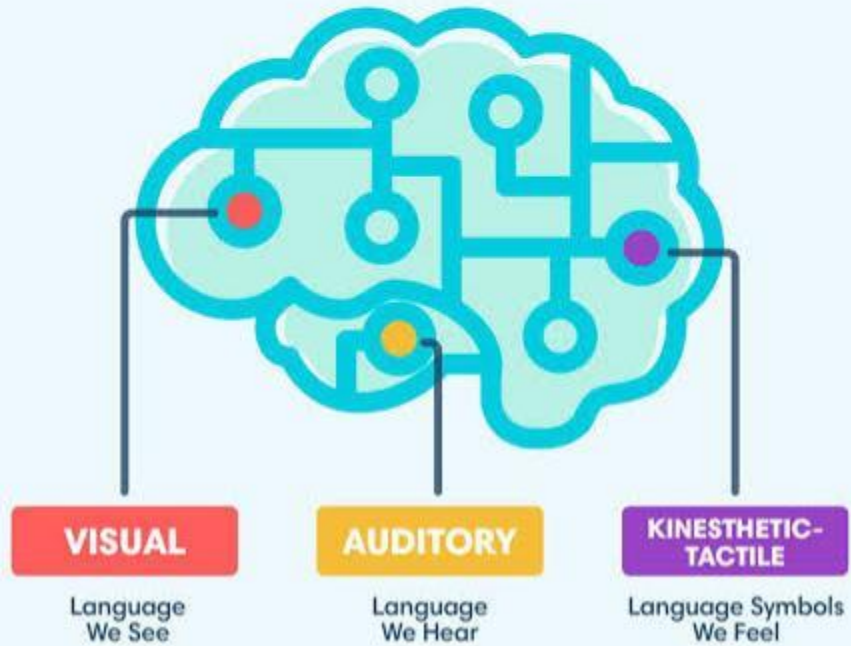 VISUAL
Language
We See
AUDITORY
Language
We Hear
KINESTHETIC-
TACTILE
Language Symbols
We Feel